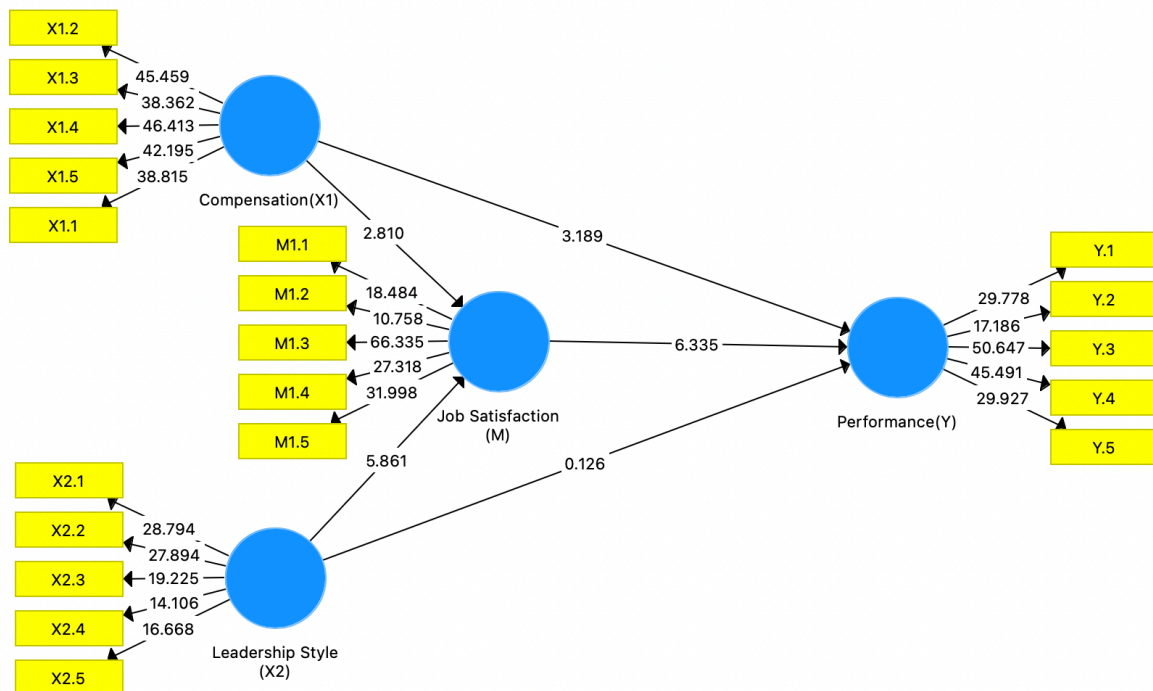 X1.2
X1.3
X1.4
X1.5
X1.1
45.459
38.362
46.413
42.195
38.815
Compensation(X1)
2.810
3.189
M1.1
M1.2
M1.3
M1.4
M1.5
18.484
10.758
66.335
27.318
31.998
Job Satisfaction
(M)
6.335
5.861
0.126
Y.1
Y.2
Y.3
Y.4
Y.5
29.778
17.186
50.647
45.491
29.927
Performance(Y)
X2.1
X2.2
X2.3
X2.4
X2.5
28.794
27.894
19.225
14.106
16.668
Leadership Style
(X2)